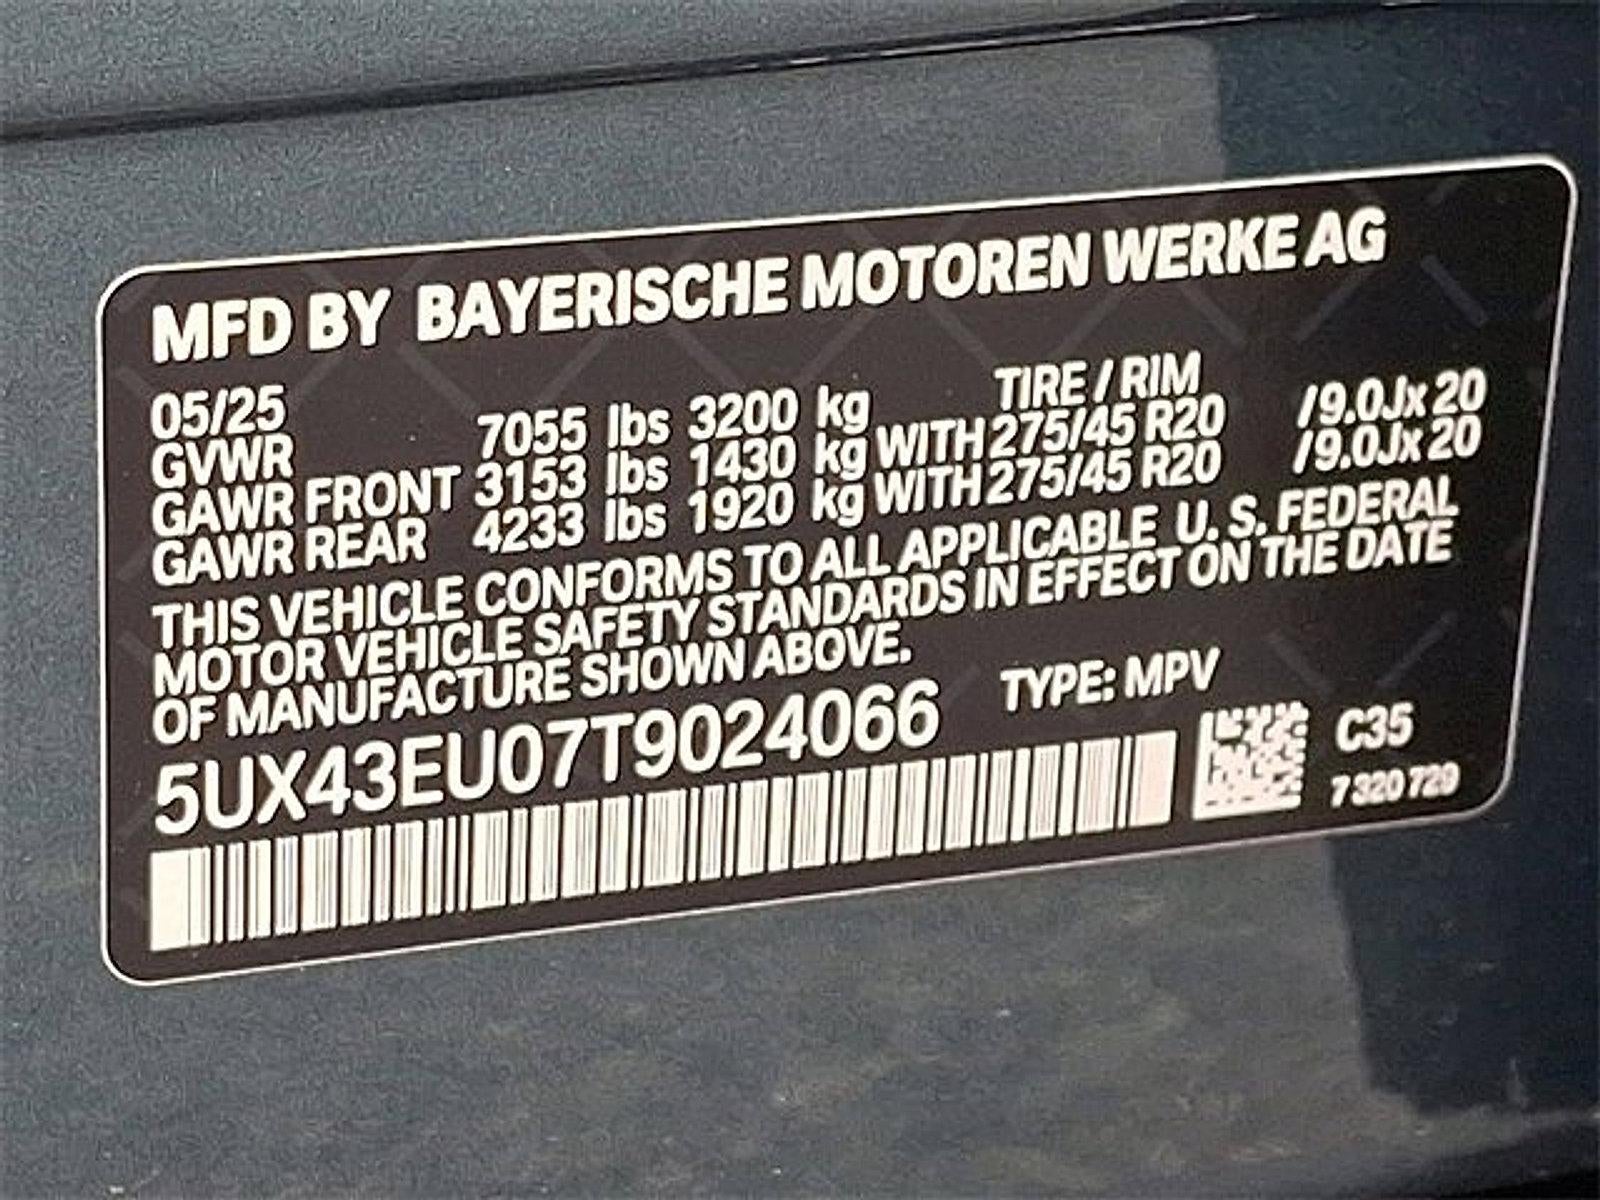 MFD BY BAYERISCHE MOTOREN WERKE AG
05/25 TIRE / RIM
GVWR 7055 lbs 3200 kg
GAWR FRONT 3153 lbs 1430 kg WITH 275/45 R20 /9.0Jx 20
GAWR REAR 4233 lbs 1920 kg WITH 275/45 R20 /9.0Jx 20
THIS VEHICLE CONFORMS TO ALL APPLICABLE U. S. FEDERAL
MOTOR VEHICLE SAFETY STANDARDS IN EFFECT ON THE DATE
OF MANUFACTURE SHOWN ABOVE.
5UX43EU07T9024066 TYPE: MPV
C35
7 320 729